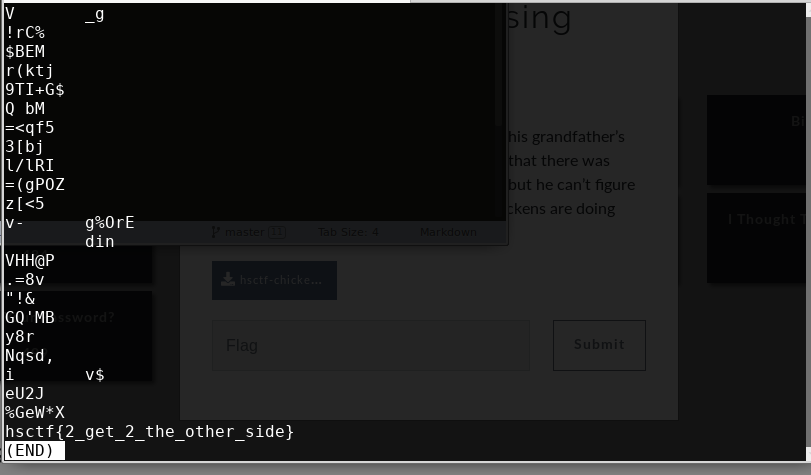 V _g
!rC%
$BEM
r(ktj
9TI+G$
Q bM
=<qf5
3[bj
l/lRI
=(gPOZ
z[<5
v- g%OrE
din
VHH@P
.=8v
"!&
GQ'MB
y8r
Nqsd,
i v$
eU2J
%GeW*X
hsctf{2_get_2_the_other_side}
(END)
sing
his grandfather's
that there was
but he can't figure
ckens are doing
master
Tab Size: 4
Markdown
hsctf-chicke...
Flag
Submit
ssword?
Bi
I Thought T